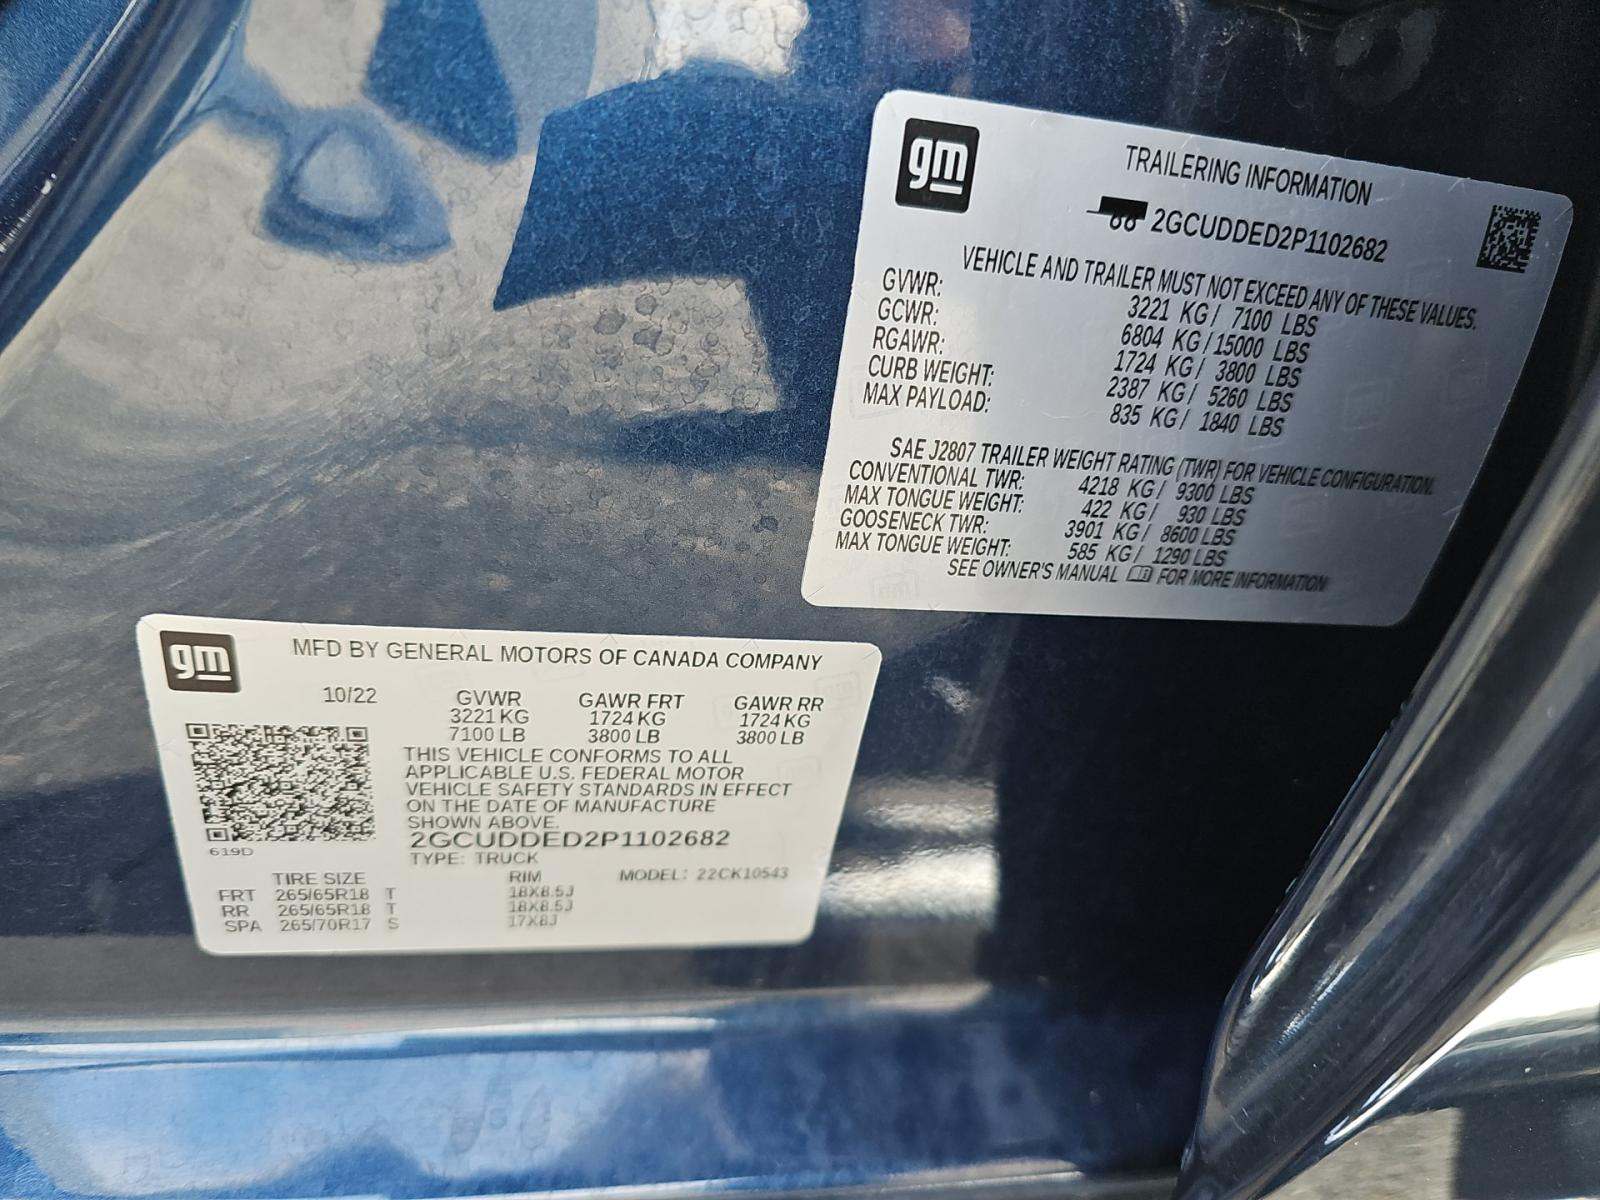 gm
TRAILERING INFORMATION
2GCUDDED2P1102682
VEHICLE AND TRAILER MUST NOT EXCEED ANY OF THESE VALUES.
GVWR: 3221 KG / 7100 LBS
GCWR: 6804 KG / 15000 LBS
RGAWR: 1724 KG / 3800 LBS
CURB WEIGHT: 2387 KG / 5260 LBS
MAX PAYLOAD: 835 KG / 1840 LBS
SAE J2807 TRAILER WEIGHT RATING (TWR) FOR VEHICLE CONFIGURATION.
CONVENTIONAL TWR: 4218 KG / 9300 LBS
MAX TONGUE WEIGHT: 422 KG / 930 LBS
GOOSENECK TWR: 3901 KG / 8600 LBS
MAX TONGUE WEIGHT: 585 KG / 1290 LBS
SEE OWNER'S MANUAL FOR MORE INFORMATION
gm
MFD BY GENERAL MOTORS OF CANADA COMPANY
10/22 GVWR GAWR FRT GAWR RR
3221 KG 1724 KG 1724 KG
7100 LB 3800 LB 3800 LB
THIS VEHICLE CONFORMS TO ALL
APPLICABLE U.S. FEDERAL MOTOR
VEHICLE SAFETY STANDARDS IN EFFECT
ON THE DATE OF MANUFACTURE
SHOWN ABOVE.
2GCUDDED2P1102682
619D
TYPE: TRUCK
TIRE SIZE RIM MODEL: 22CK10543
FRT 265/65R18 T 18X8.5J
RR 265/65R18 T 18X8.5J
SPA 265/70R17 S 17X8J